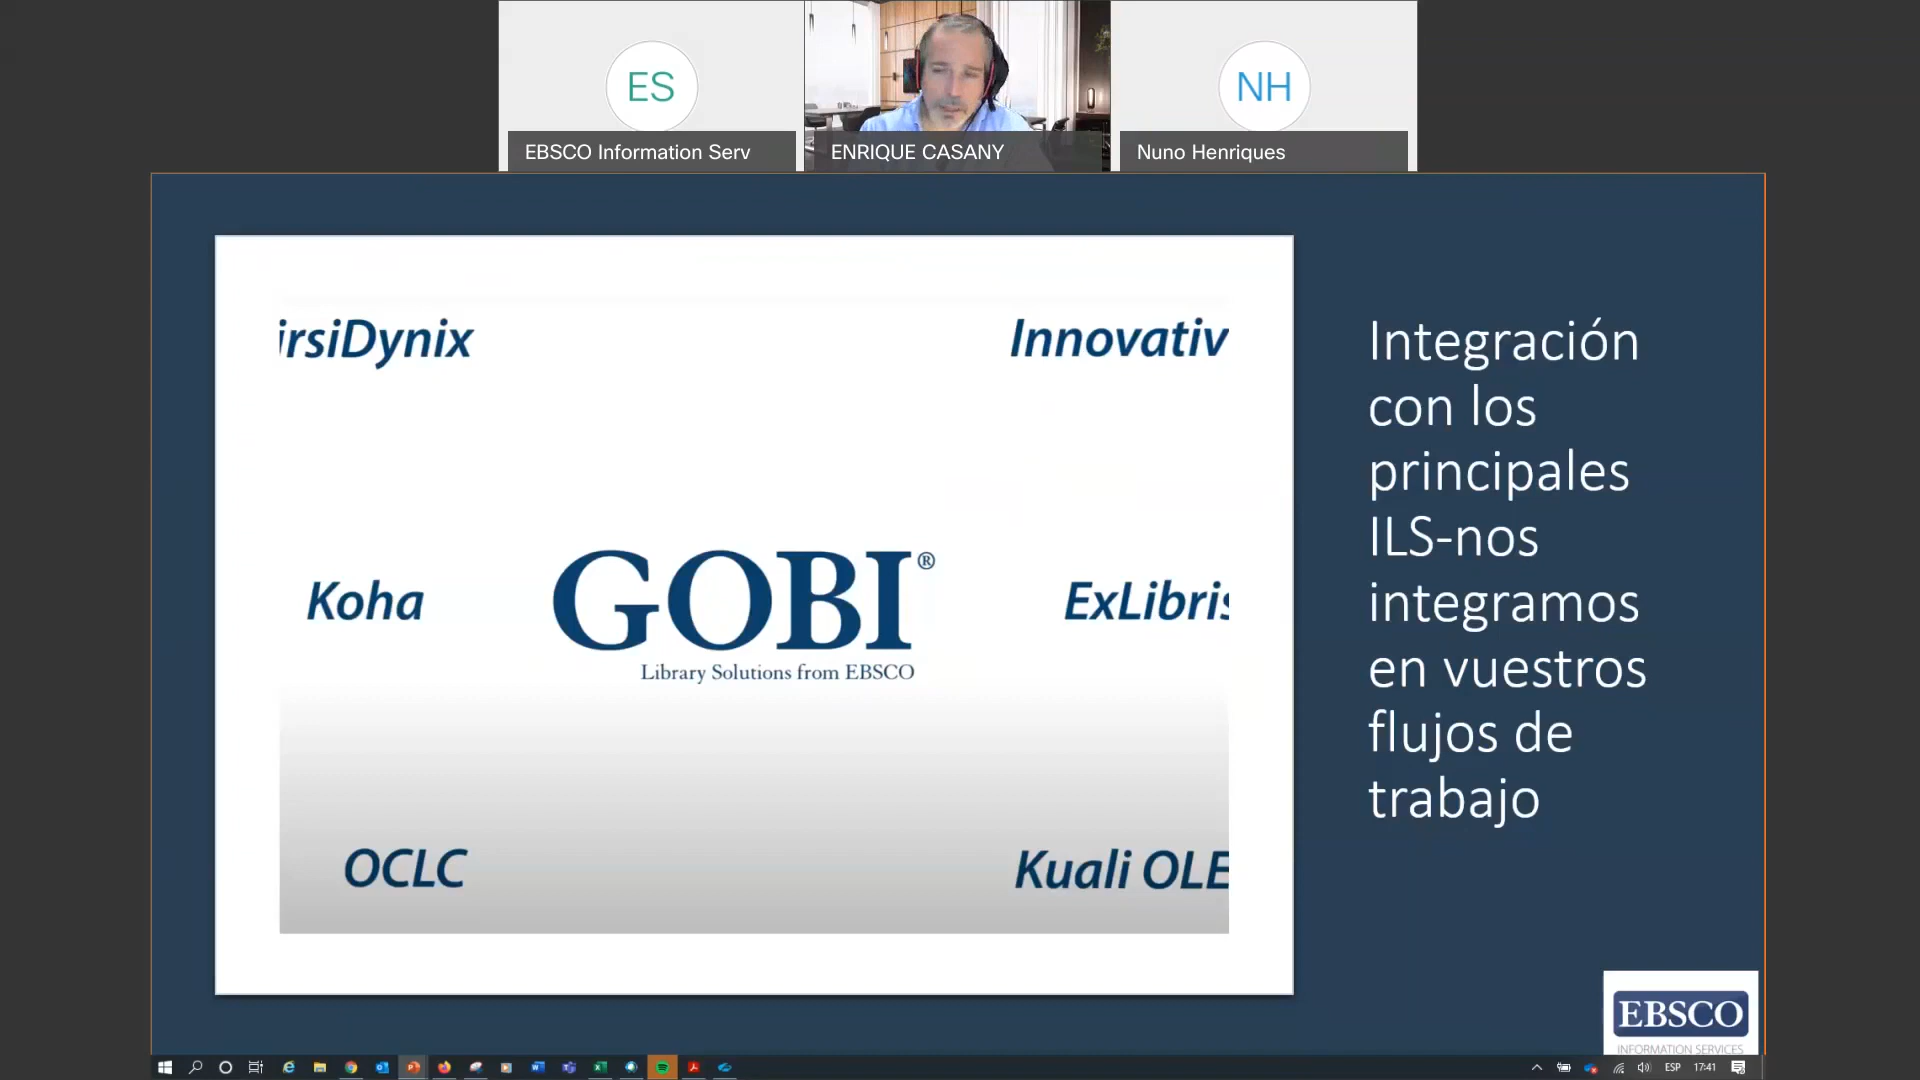 ES
NH
EBSCO Information Serv
ENRIQUE CASANY
Nuno Henriques
irsiDynix
Innovativ
Koha
GOBI®
Library Solutions from EBSCO
ExLibris
OCLC
Kuali OLE
Integración
con los
principales
ILS-nos
integramos
en vuestros
flujos de
trabajo
EBSCO
INFORMATION SERVICES
ESP
17:41